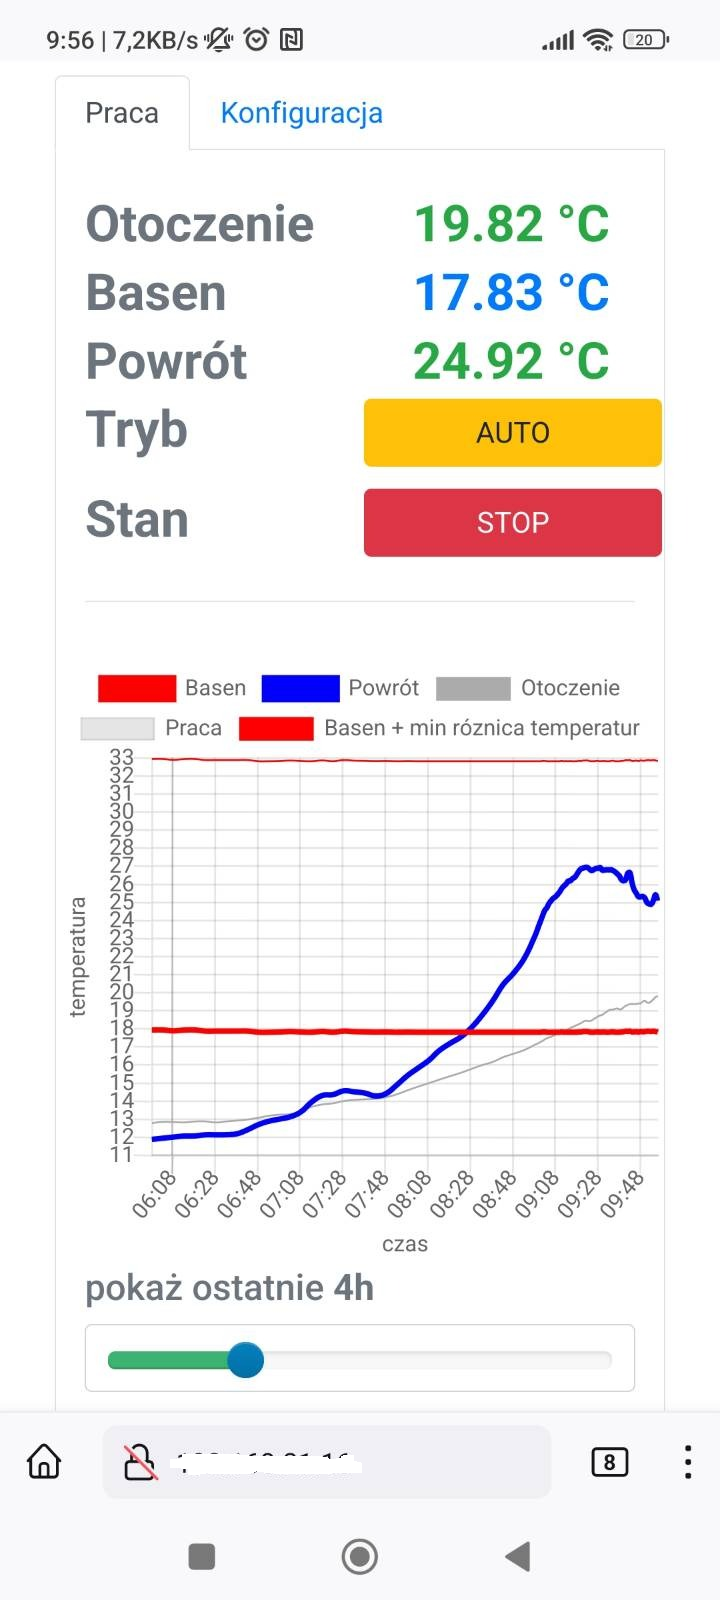 9:56 | 7,2KB/s 20
Praca Konfiguracja
Otoczenie 19.82 °C
Basen 17.83 °C
Powrót 24.92 °C
Tryb AUTO
Stan STOP
Basen Powrót Otoczenie
Praca Basen + min róznica temperatur
33
32
31
30
29
28
27
26
25
24
23
22
21
20
19
18
17
16
15
14
13
12
11
temperatura
06:08 06:28 06:48 07:08 07:28 07:48 08:08 08:28 08:48 09:08 09:28 09:48
czas
pokaż ostatnie 4h
8